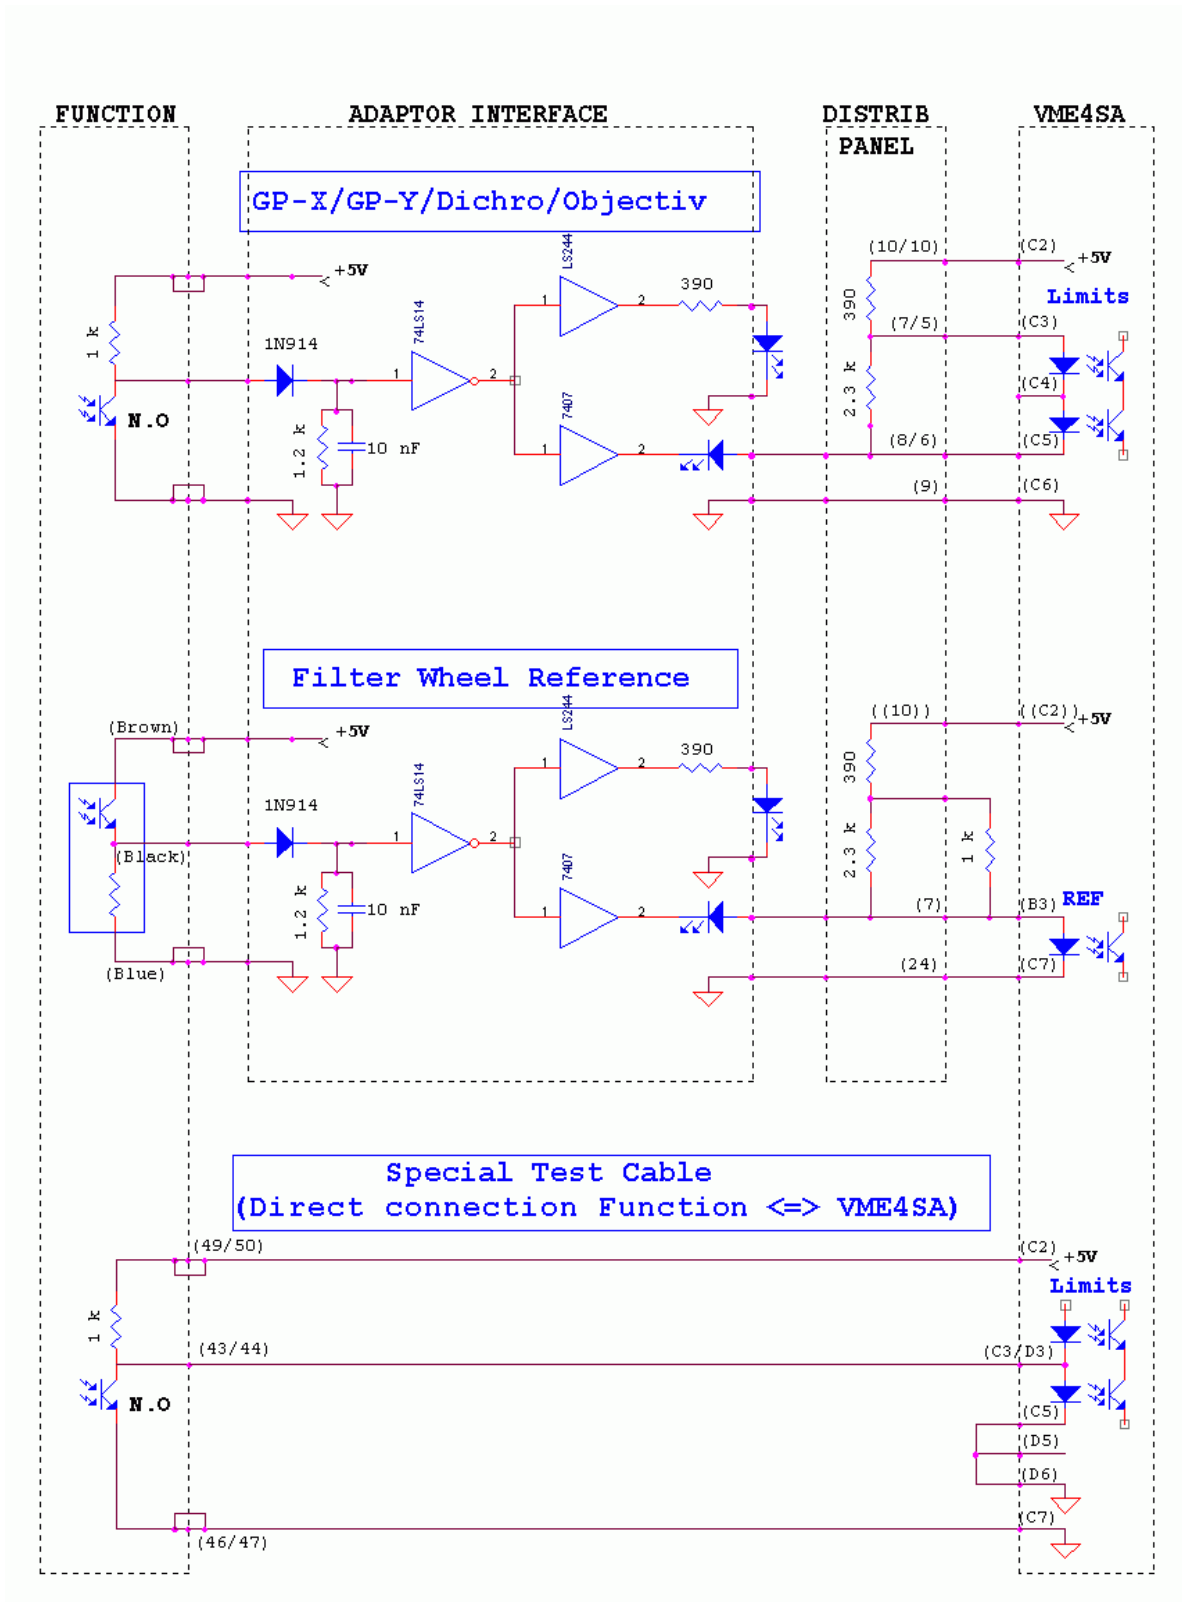 FUNCTION
ADAPTOR INTERFACE
DISTRIB
PANEL
VME4SA
GP-X/GP-Y/Dichro/Objectiv
+5V
1 k
N.O
1N914
1.2 k
10 nF
74LS14
1
2
LS244
1
2
390
7407
1
2
(10/10)
(C2)
+5V
390
Limits
(7/5)
(C3)
2.3 k
(C4)
(8/6)
(C5)
(9)
(C6)
Filter Wheel Reference
(Brown)
+5V
(Black)
(Blue)
1N914
1.2 k
10 nF
74LS14
1
2
LS244
1
2
390
7407
1
2
((10))
((C2))
+5V
390
2.3 k
1 k
(7)
(B3)
REF
(24)
(C7)
Special Test Cable
(Direct connection Function <=> VME4SA)
(49/50)
(C2)
+5V
Limits
1 k
(43/44)
(C3/D3)
N.O
(C5)
(D5)
(D6)
(46/47)
(C7)